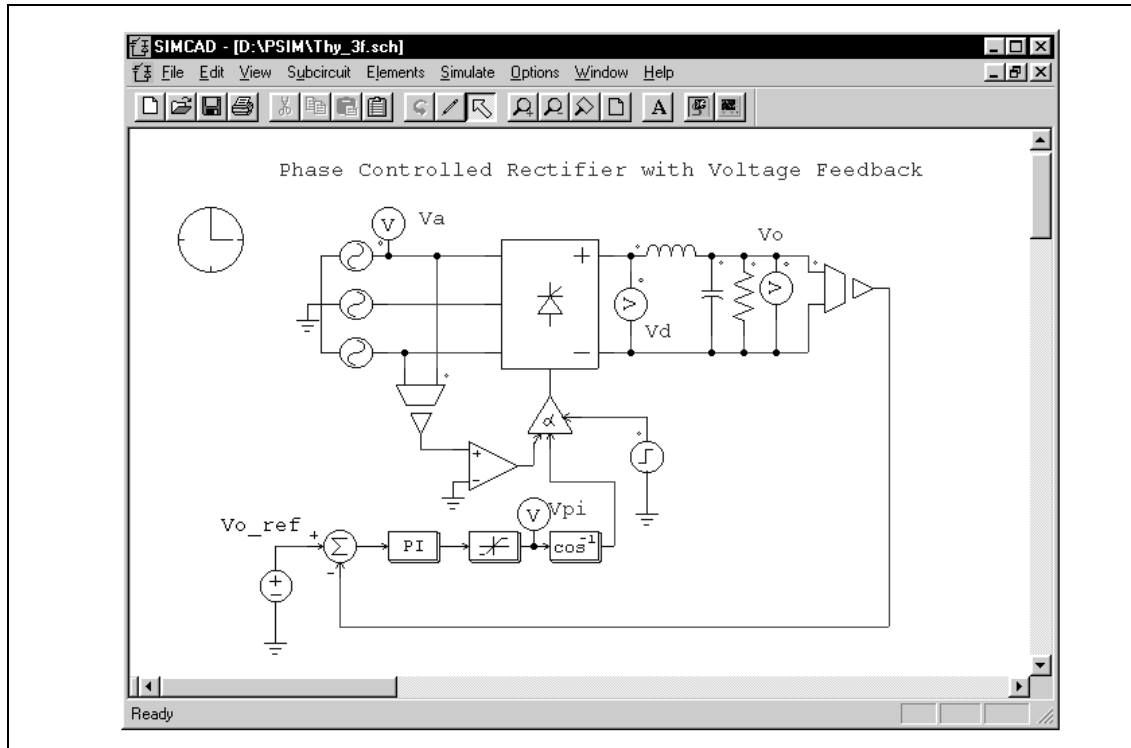 SIMCAD - [D:\PSIM\Thy_3f.sch]
File Edit View Subcircuit Elements Simulate Options Window Help
A
Phase Controlled Rectifier with Voltage Feedback
V Va
Vo
+
V
V
Vd
−
α
+
−
V Vpi
Vo_ref
+
Σ
PI
cos⁻¹
-
+
−
Ready